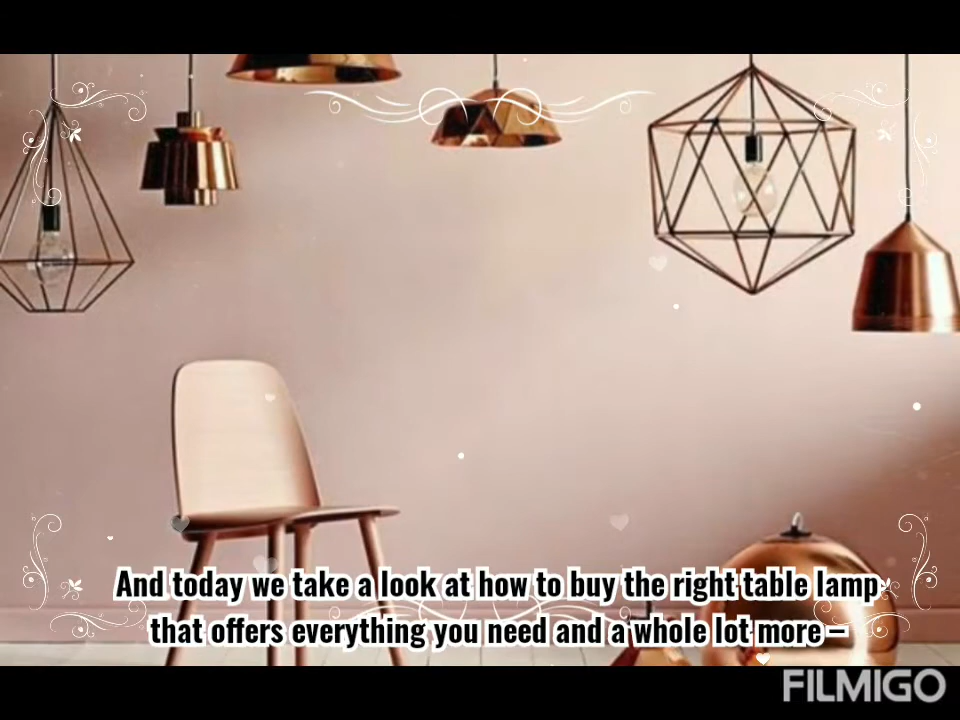 And today we take a look at how to buy the right table lamp
that offers everything you need and a whole lot more –
FILMIGO